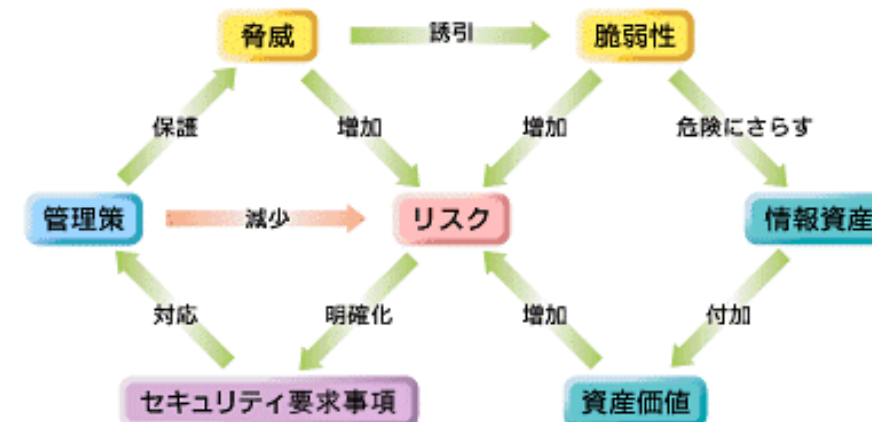 脅威
誘引
脆弱性
保護
増加
増加
危険にさらす
管理策
減少
リスク
情報資産
対応
明確化
増加
付加
セキュリティ要求事項
資産価値